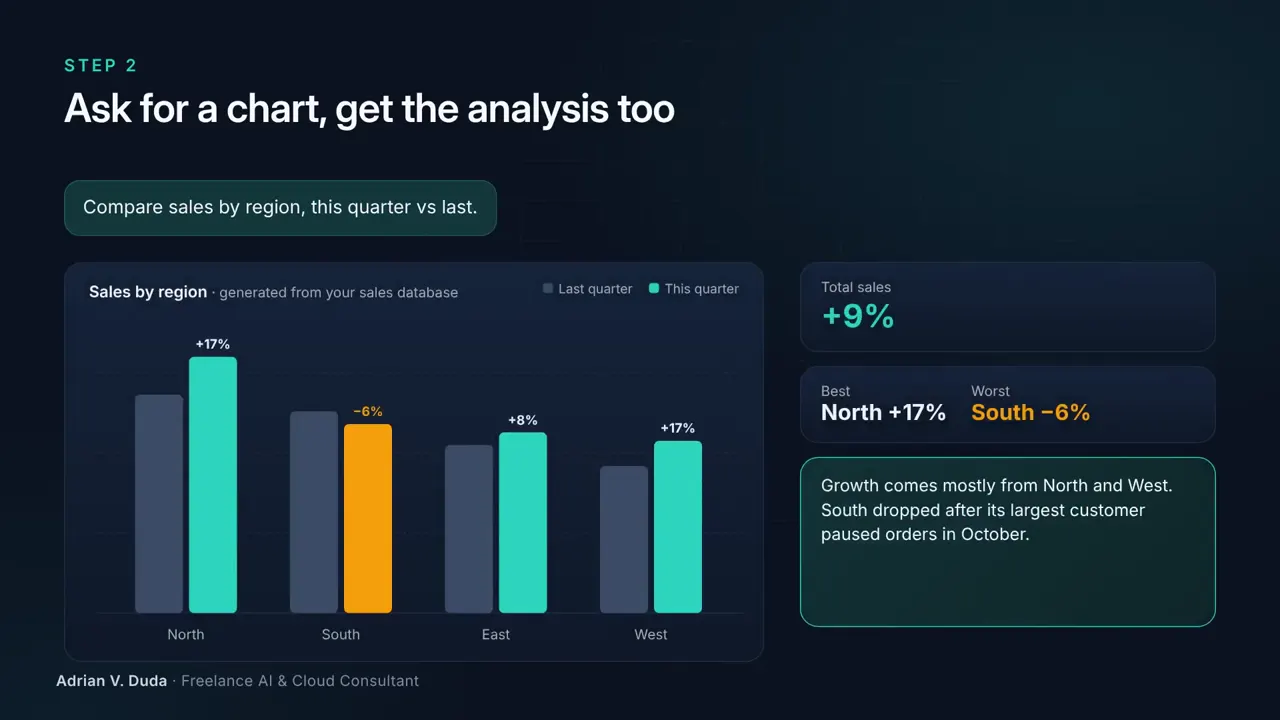 STEP 2
Ask for a chart, get the analysis too
Compare sales by region, this quarter vs last.
Sales by region · generated from your sales database
Last quarter
This quarter
+17%
−6%
+8%
+17%
North
South
East
West
Total sales
+9%
Best
North +17%
Worst
South −6%
Growth comes mostly from North and West.
South dropped after its largest customer
paused orders in October.
Adrian V. Duda · Freelance AI & Cloud Consultant